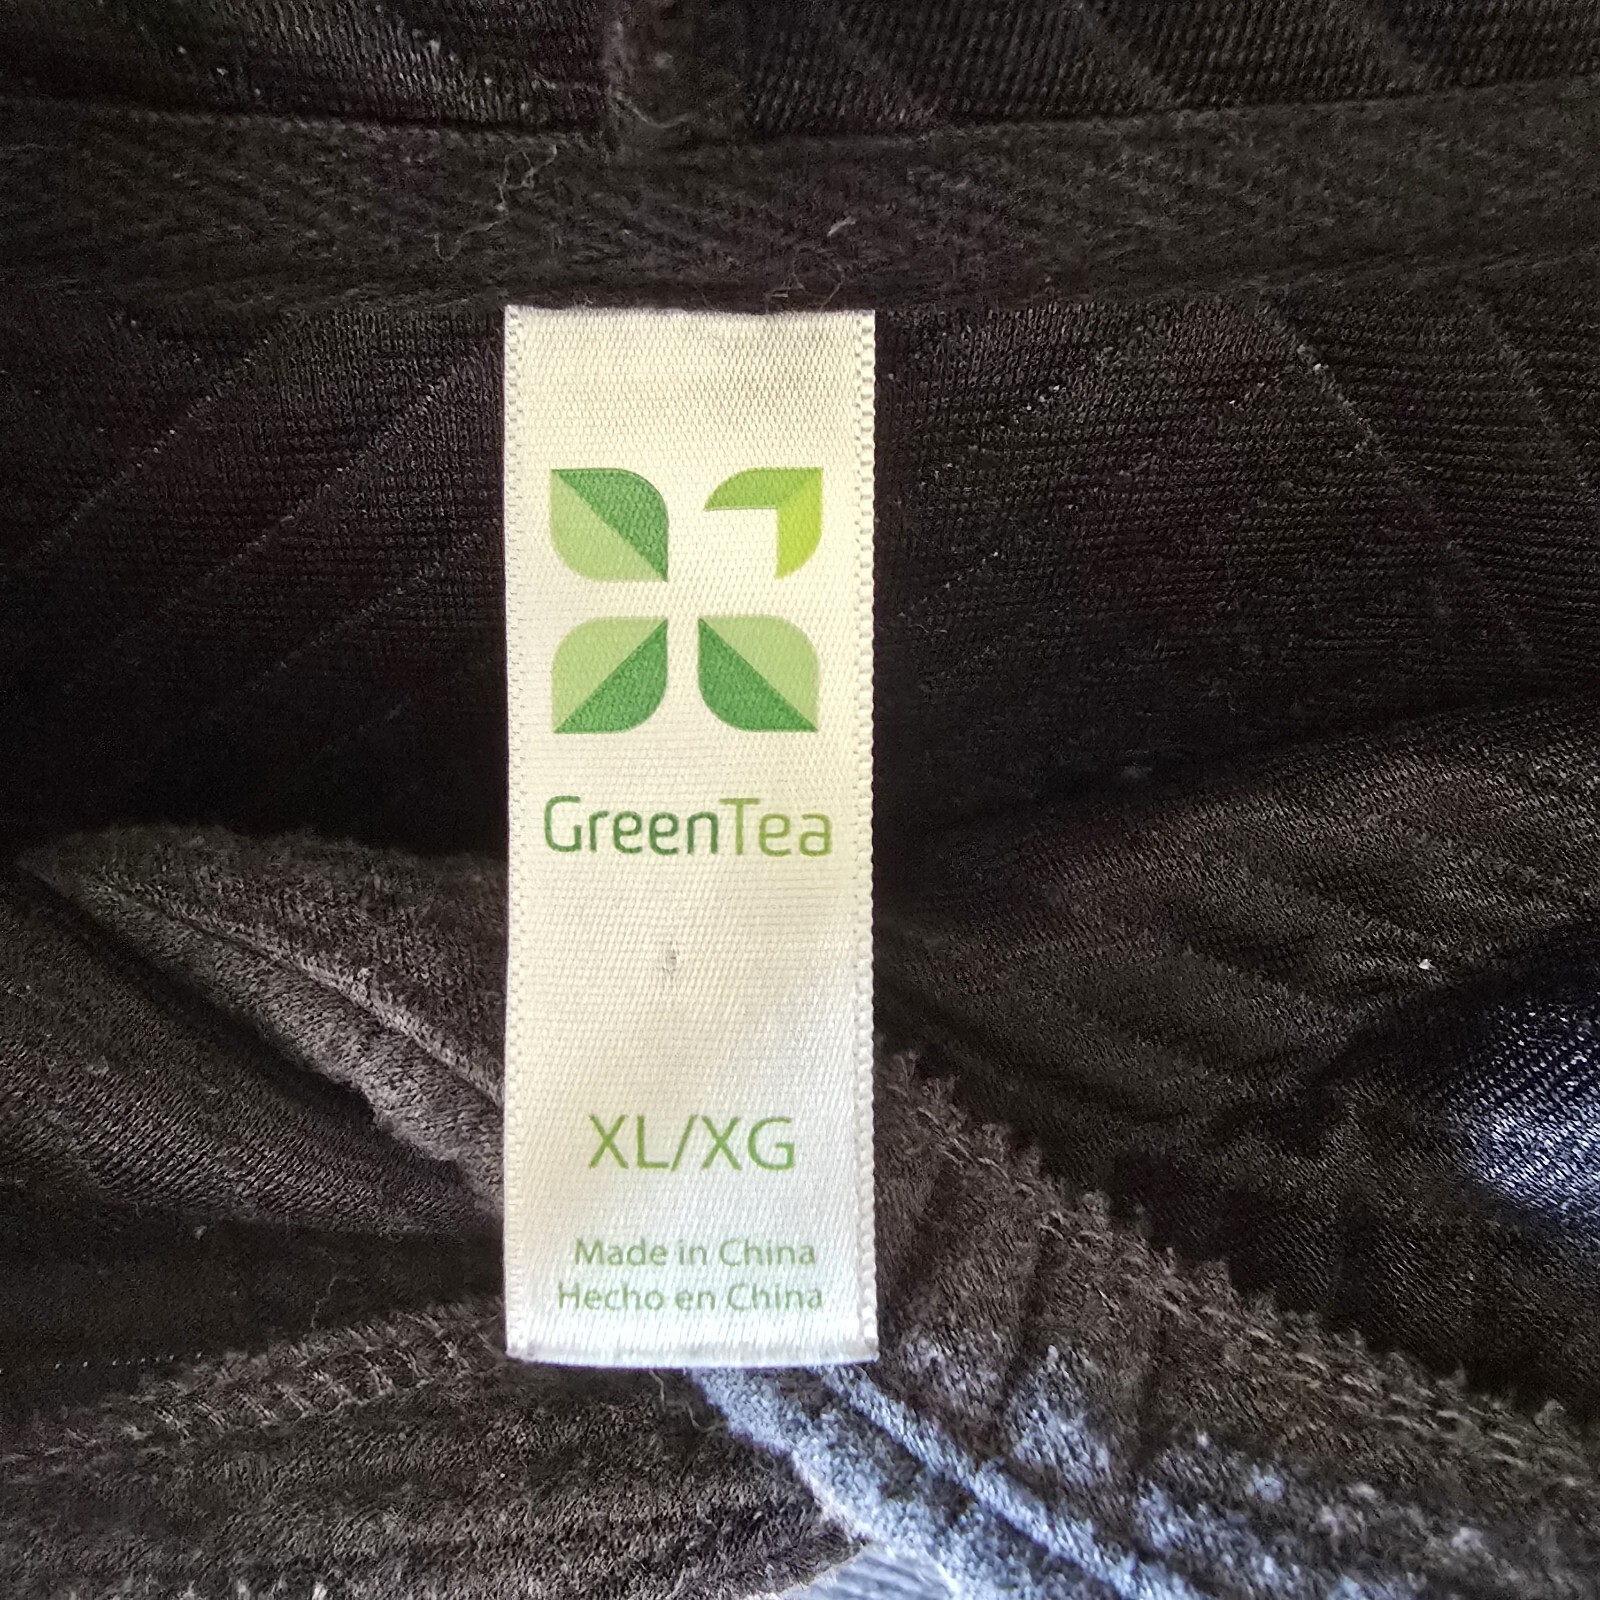 GreenTea
XL/XG
Made in China
Hecho en China